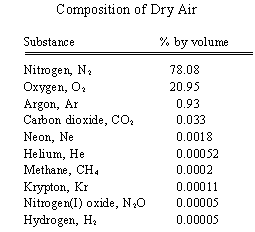 Composition of Dry Air
Substance % by volume
Nitrogen, N₂ 78.08
Oxygen, O₂ 20.95
Argon, Ar 0.93
Carbon dioxide, CO₂ 0.033
Neon, Ne 0.0018
Helium, He 0.00052
Methane, CH₄ 0.0002
Krypton, Kr 0.00011
Nitrogen(I) oxide, N₂O 0.00005
Hydrogen, H₂ 0.00005